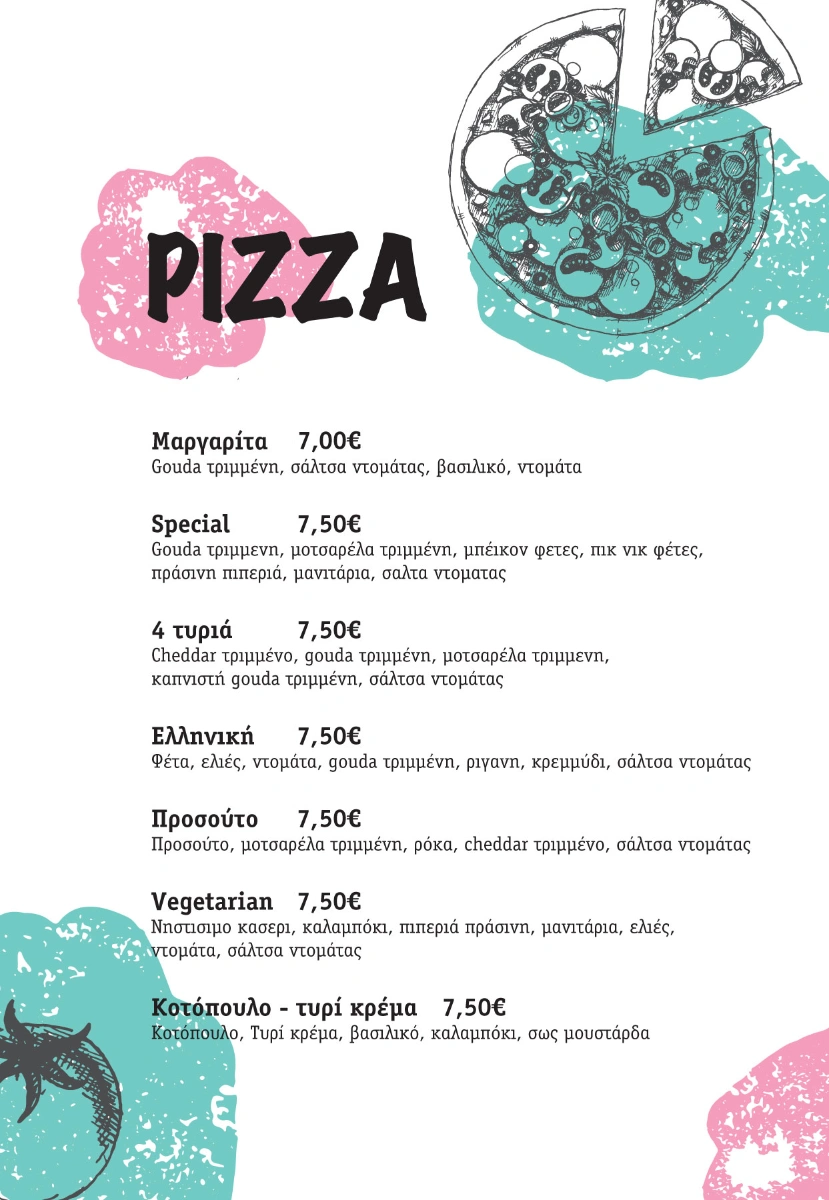 PIZZA
Μαργαρίτα 7,00€
Gouda τριμμένη, σάλτσα ντομάτας, βασιλικό, ντομάτα
Special 7,50€
Gouda τριμμενη, μοτσαρέλα τριμμένη, μπέικον φετες, πικ νικ φέτες,
πράσινη πιπεριά, μανιτάρια, σαλτα ντοματας
4 τυριά 7,50€
Cheddar τριμμένο, gouda τριμμένη, μοτσαρέλα τριμμενη,
καπνιστή gouda τριμμένη, σάλτσα ντομάτας
Ελληνική 7,50€
Φέτα, ελιές, ντομάτα, gouda τριμμένη, ριγανη, κρεμμύδι, σάλτσα ντομάτας
Προσούτο 7,50€
Προσούτο, μοτσαρέλα τριμμένη, ρόκα, cheddar τριμμένο, σάλτσα ντομάτας
Vegetarian 7,50€
Νηστισιμο κασερι, καλαμπόκι, πιπεριά πράσινη, μανιτάρια, ελιές,
ντομάτα, σάλτσα ντομάτας
Κοτόπουλο - τυρί κρέμα 7,50€
Κοτόπουλο, Τυρί κρέμα, βασιλικό, καλαμπόκι, σως μουστάρδα